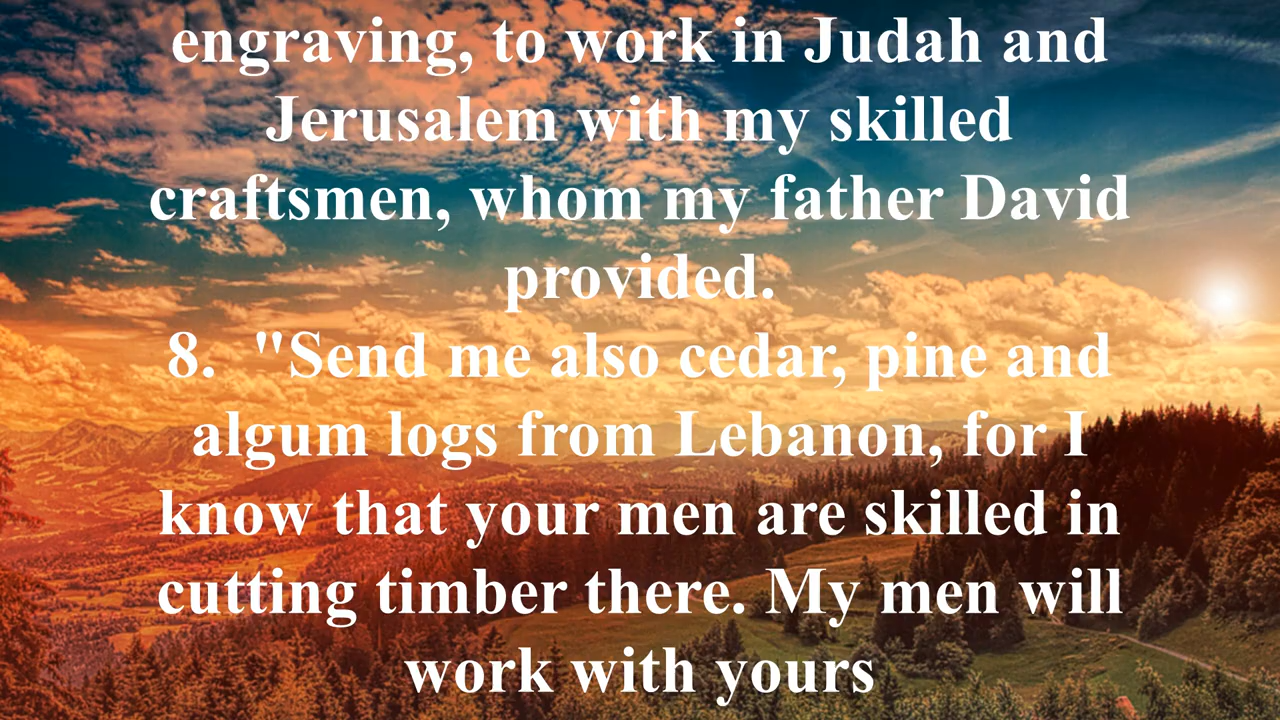 engraving, to work in Judah and
Jerusalem with my skilled
craftsmen, whom my father David
provided.
8.  "Send me also cedar, pine and
algum logs from Lebanon, for I
know that your men are skilled in
cutting timber there. My men will
work with yours